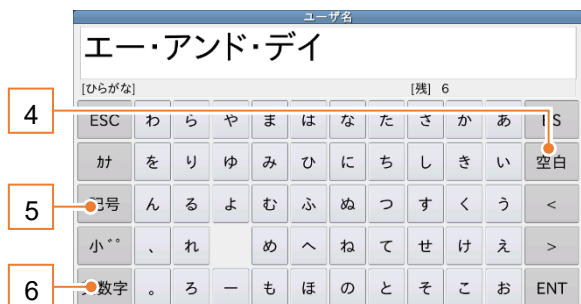 ユーザ名
エー・アンド・デイ
[ひらがな] [残] 6
4
ESC わ ら や ま は な た さ か あ BS
カナ を り ゆ み ひ に ち し き い 空白
5
記号 ん る よ む ふ ぬ つ す く う <
小゛゜ 、 れ め へ ね て せ け え >
6
数字 。 ろ ー も ほ の と そ こ お ENT